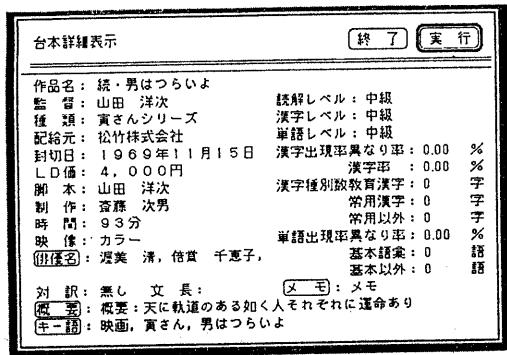 台本詳細表示 終 了 実 行
作品名：続・男はつらいよ
監 督：山田 洋次 読解レベル：中級
種 類：寅さんシリーズ 漢字レベル：中級
配給元：松竹株式会社 単語レベル：中級
封切日：１９６９年１１月１５日 漢字出現率異なり率：0.00 %
ＬＤ価：４，０００円 漢字率：0.00 %
脚 本：山田 洋次 漢字種別数教育漢字：0 字
制 作：斎藤 次男 常用漢字：0 字
時 間：９３分 常用以外：0 字
映 像：カラー 単語出現率異なり率：0.00 %
俳優名：渥美 清，倍賞 千恵子， 基本語彙：0 語
基本以外：0 語
対 訳：無し 文 長： メ モ：メモ
概 要：概要：天に軌道のある如く人それぞれに運命あり
キー語：映画，寅さん，男はつらいよ